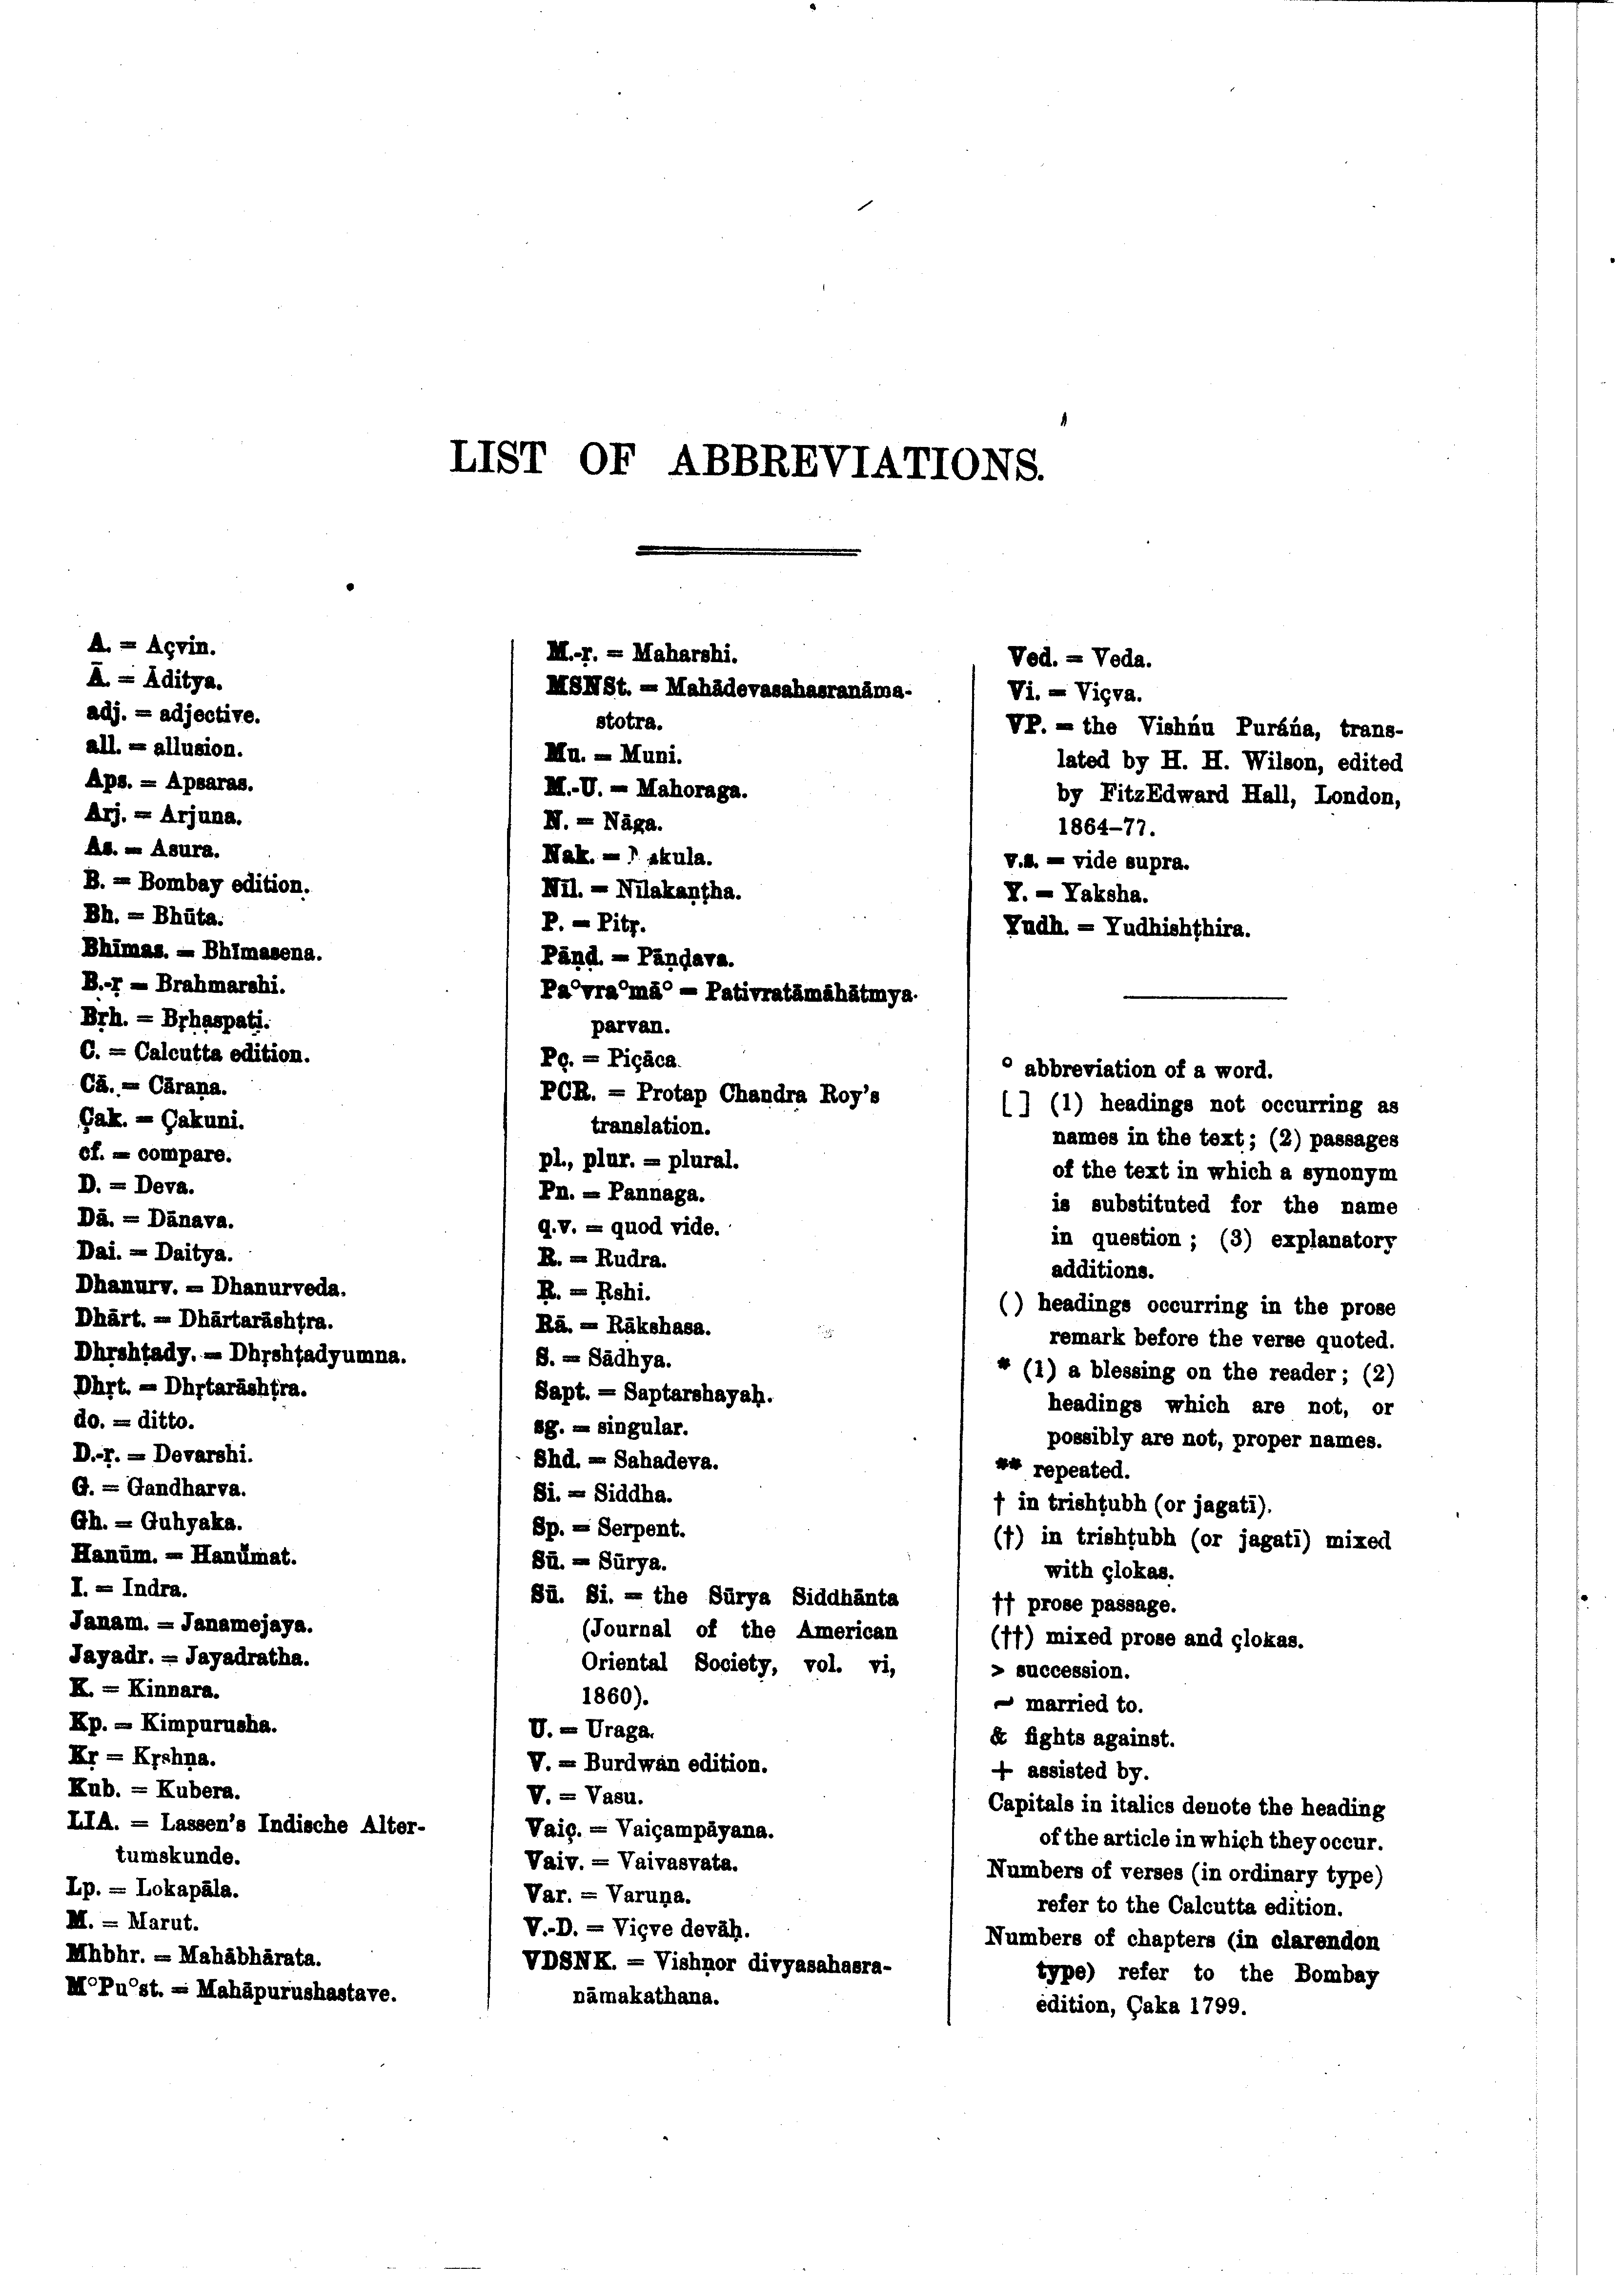 LIST OF ABBREVIATIONS.
A. = Açvin.
Ā. = Āditya.
adj. = adjective.
all. = allusion.
Aps. = Apsaras.
Arj. = Arjuna.
As. = Asura.
B. = Bombay edition.
Bh. = Bhūta.
Bhīmas. = Bhīmasena.
B.-ṛ = Brahmarshi.
Bṛh. = Bṛhaspati.
C. = Calcutta edition.
Cā. = Cāraṇa.
Çak. = Çakuni.
cf. = compare.
D. = Deva.
Dā. = Dānava.
Dai. = Daitya.
Dhanurv. = Dhanurveda.
Dhārt. = Dhārtarāshṭra.
Dhṛshṭady. = Dhṛshṭadyumna.
Dhṛt. = Dhṛtarāshṭra.
do. = ditto.
D.-ṛ. = Devarshi.
G. = Gandharva.
Gh. = Guhyaka.
Hanūm. = Hanū̆mat.
I. = Indra.
Janam. = Janamejaya.
Jayadr. = Jayadratha.
K. = Kinnara.
Kp. = Kimpurusha.
Kṛ = Kṛshṇa.
Kub. = Kubera.
LIA. = Lassen's Indische Alter-
tumskunde.
Lp. = Lokapāla.
M. = Marut.
Mhbhr. = Mahābhārata.
M°Pu°st. = Mahāpurushastave.
M.-ṛ. = Maharshi.
MSNSt. = Mahādevasahasranāma-
stotra.
Mu. = Muni.
M.-U. = Mahoraga.
N. = Nāga.
Nak. = Nakula.
Nīl. = Nīlakaṇṭha.
P. = Pitṛ.
Pāṇḍ. = Pāṇḍava.
Pa°vra°mā° = Pativratāmāhātmya-
parvan.
Pç. = Piçāca.
PCR. = Protap Chandra Roy's
translation.
pl., plur. = plural.
Pn. = Pannaga.
q.v. = quod vide.
R. = Rudra.
Ṛ. = Ṛshi.
Rā. = Rākshasa.
S. = Sādhya.
Sapt. = Saptarshayaḥ.
sg. = singular.
Shd. = Sahadeva.
Si. = Siddha.
Sp. = Serpent.
Sū. = Sūrya.
Sū. Si. = the Sūrya Siddhānta
(Journal of the American
Oriental Society, vol. vi,
1860).
U. = Uraga.
V. = Burdwan edition.
V. = Vasu.
Vaiç. = Vaiçampāyana.
Vaiv. = Vaivasvata.
Var. = Varuṇa.
V.-D. = Viçve devāḥ.
VDSNK. = Vishṇor divyasahasra-
nāmakathana.
Ved. = Veda.
Vi. = Viçva.
VP. = the Vishńu Puráńa, trans-
lated by H. H. Wilson, edited
by FitzEdward Hall, London,
1864–77.
v.s. = vide supra.
Y. = Yaksha.
Yudh. = Yudhishṭhira.
° abbreviation of a word.
[ ] (1) headings not occurring as
names in the text; (2) passages
of the text in which a synonym
is substituted for the name
in question; (3) explanatory
additions.
( ) headings occurring in the prose
remark before the verse quoted.
* (1) a blessing on the reader; (2)
headings which are not, or
possibly are not, proper names.
** repeated.
† in trishṭubh (or jagatī).
(†) in trishṭubh (or jagatī) mixed
with çlokas.
†† prose passage.
(††) mixed prose and çlokas.
> succession.
~ married to.
& fights against.
+ assisted by.
Capitals in italics denote the heading
of the article in which they occur.
Numbers of verses (in ordinary type)
refer to the Calcutta edition.
Numbers of chapters (in clarendon
type) refer to the Bombay
edition, Çaka 1799.